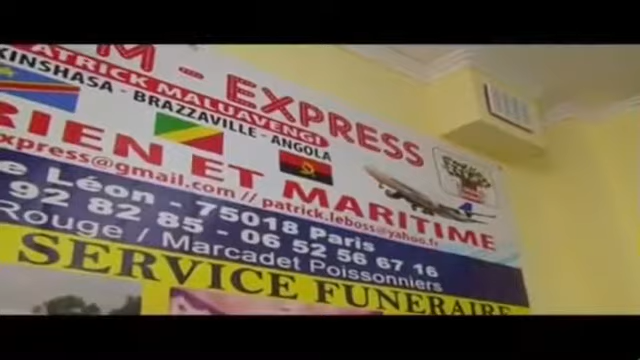 M - EXPRESS
PATRICK MALUAVENGI
KINSHASA - BRAZZAVILLE - ANGOLA
RIEN ET MARITIME
xpress@gmail.com / patrick.leboss@yahoo.fr
e Léon - 75018 Paris
92 82 85 - 06 52 56 67 16
Rouge / Marcadet Poissonniers
SERVICE FUNERAIRE